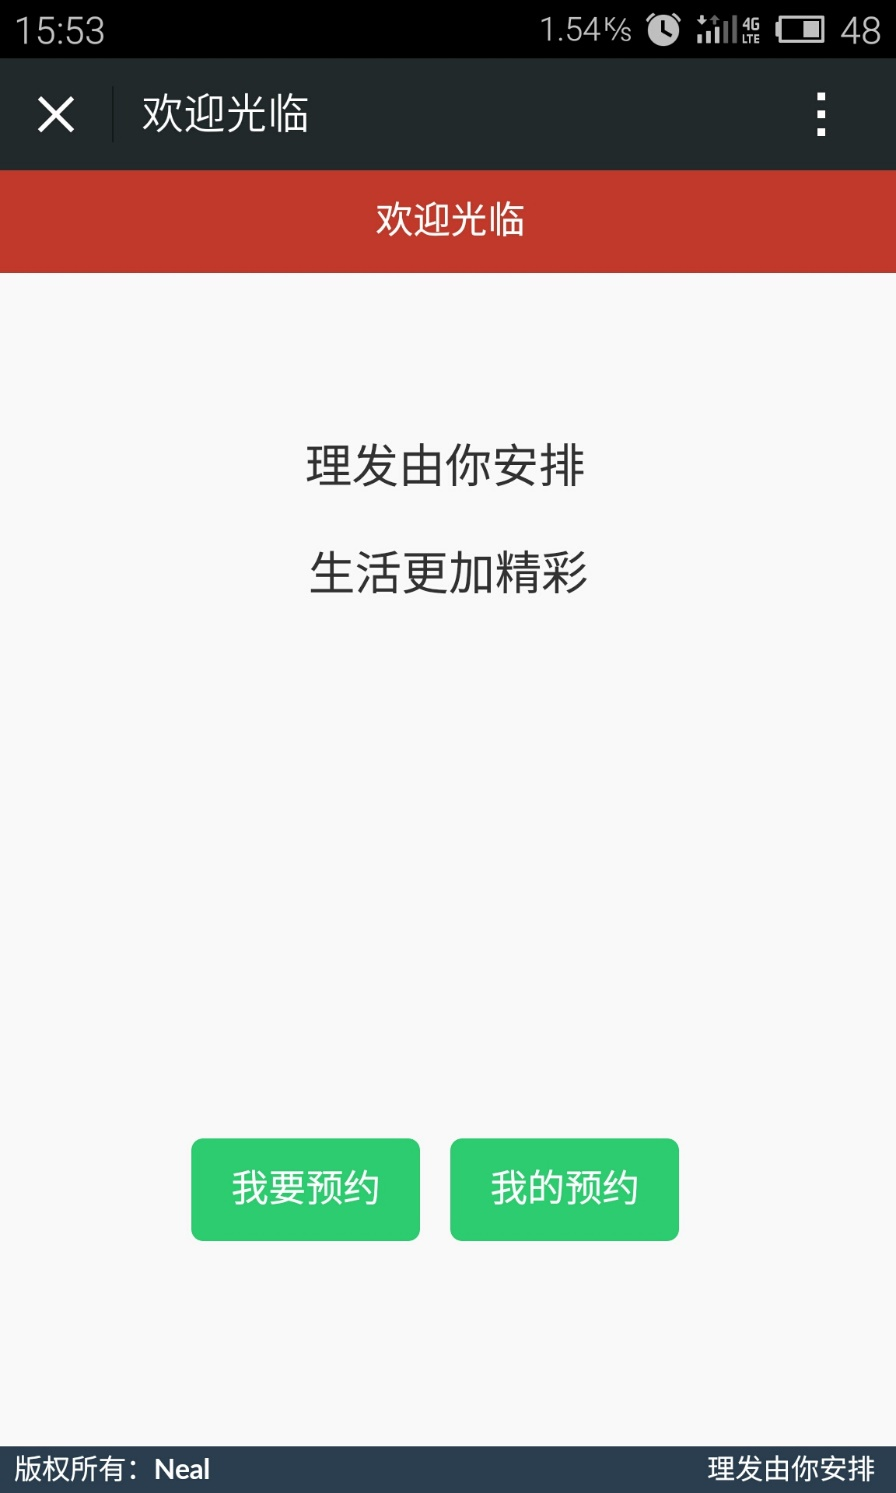 15:53 1.54K/s 4G LTE 48
欢迎光临
欢迎光临
理发由你安排
生活更加精彩
我要预约 我的预约
版权所有：Neal 理发由你安排